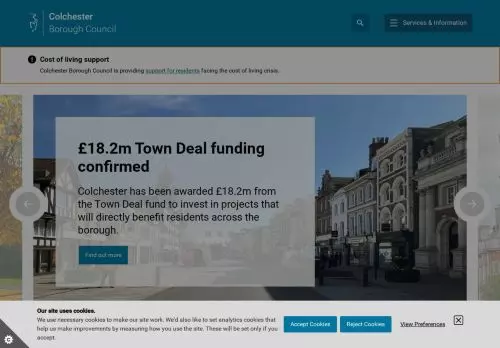 Colchester
Borough Council
Services & Information
Cost of living support
Colchester Borough Council is providing support for residents facing the cost of living crisis.
£18.2m Town Deal funding
confirmed
Colchester has been awarded £18.2m from
the Town Deal fund to invest in projects that
will directly benefit residents across the
borough.
Find out more
Our site uses cookies.
We use necessary cookies to make our site work. We'd also like to set analytics cookies that
help us make improvements by measuring how you use the site. These will be set only if you
accept.
Accept Cookies
Reject Cookies
View Preferences